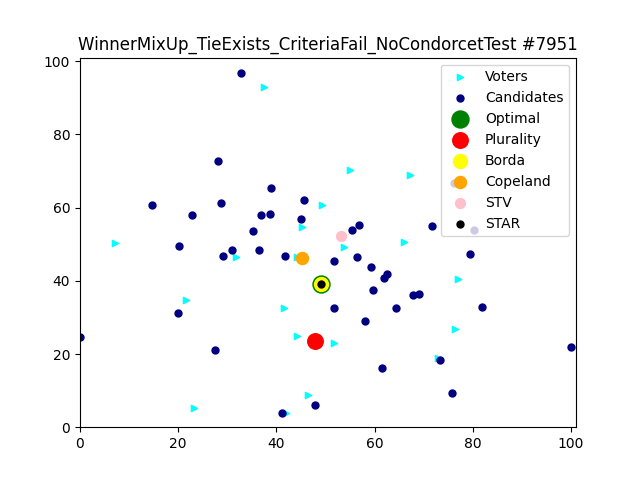 WinnerMixUp_TieExists_CriteriaFail_NoCondorcetTest #7951
100
80
60
40
20
0
0 20 40 60 80 100
Voters
Candidates
Optimal
Plurality
Borda
Copeland
STV
STAR